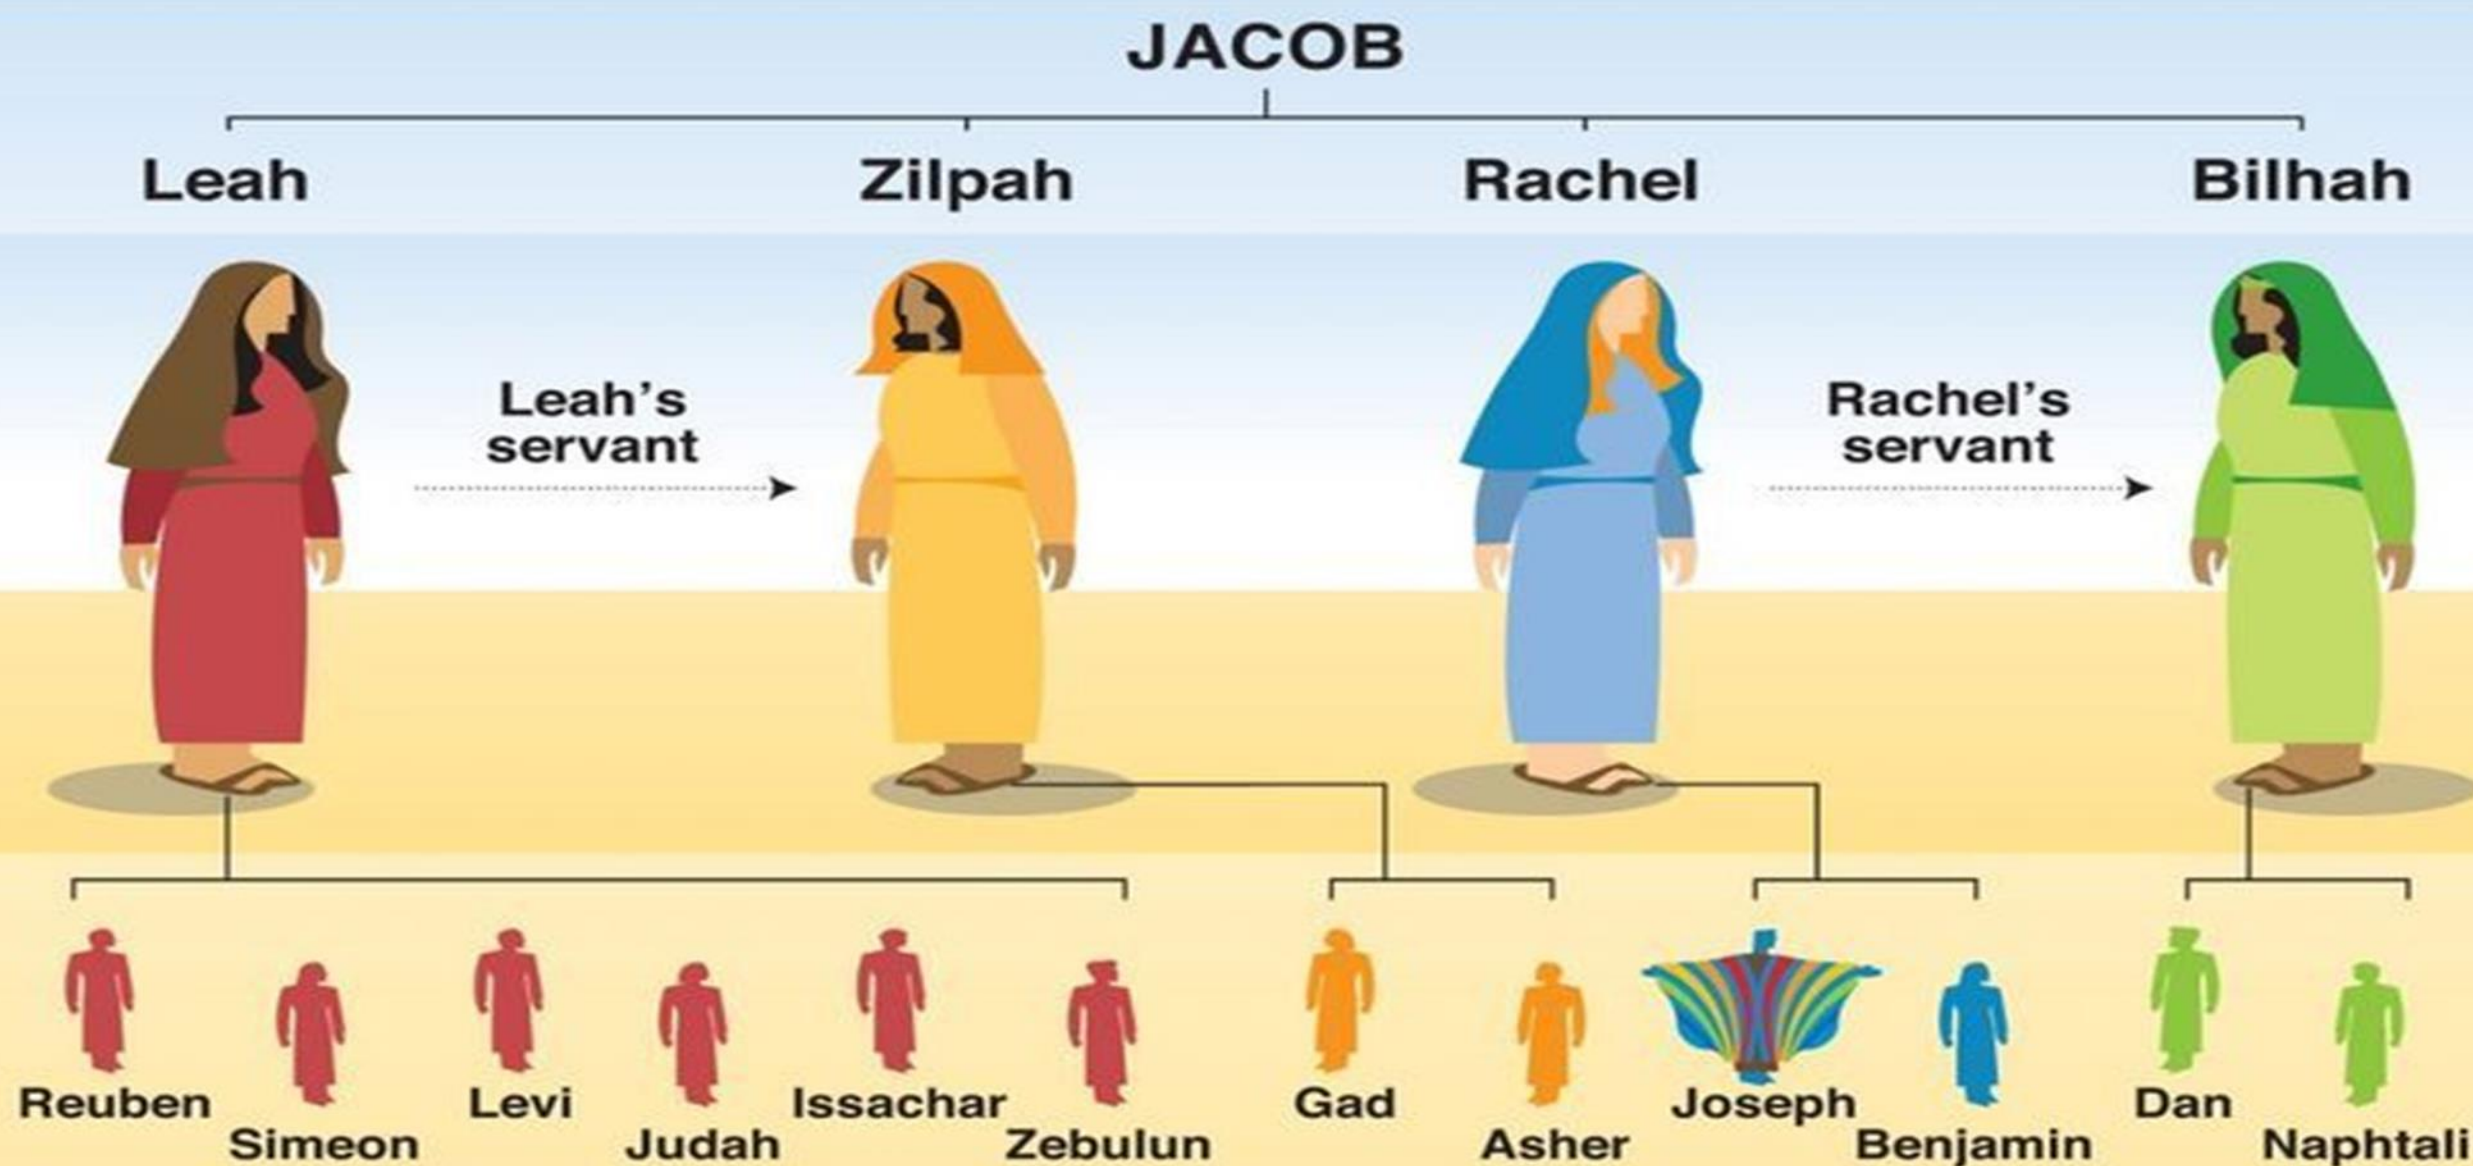 JACOB
Leah Zilpah Rachel Bilhah
Leah's
servant
Rachel's
servant
Reuben Levi Issachar Gad Joseph Dan
Simeon Judah Zebulun Asher Benjamin Naphtali